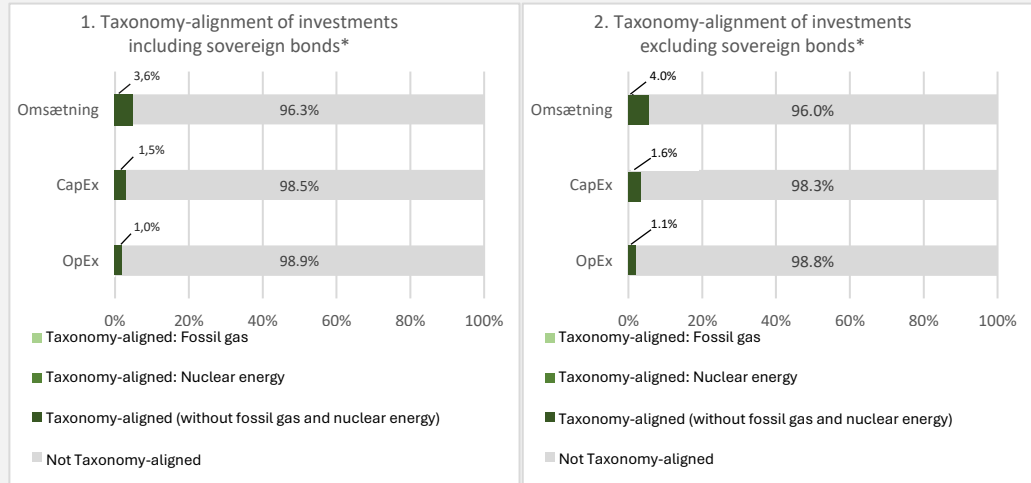 1. Taxonomy-alignment of investments
including sovereign bonds*
3,6%
Omsætning
96.3%
1,5%
CapEx
98.5%
1,0%
OpEx
98.9%
0% 20% 40% 60% 80% 100%
Taxonomy-aligned: Fossil gas
Taxonomy-aligned: Nuclear energy
Taxonomy-aligned (without fossil gas and nuclear energy)
Not Taxonomy-aligned
2. Taxonomy-alignment of investments
excluding sovereign bonds*
4.0%
Omsætning
96.0%
1.6%
CapEx
98.3%
1.1%
OpEx
98.8%
0% 20% 40% 60% 80% 100%
Taxonomy-aligned: Fossil gas
Taxonomy-aligned: Nuclear energy
Taxonomy-aligned (without fossil gas and nuclear energy)
Not Taxonomy-aligned